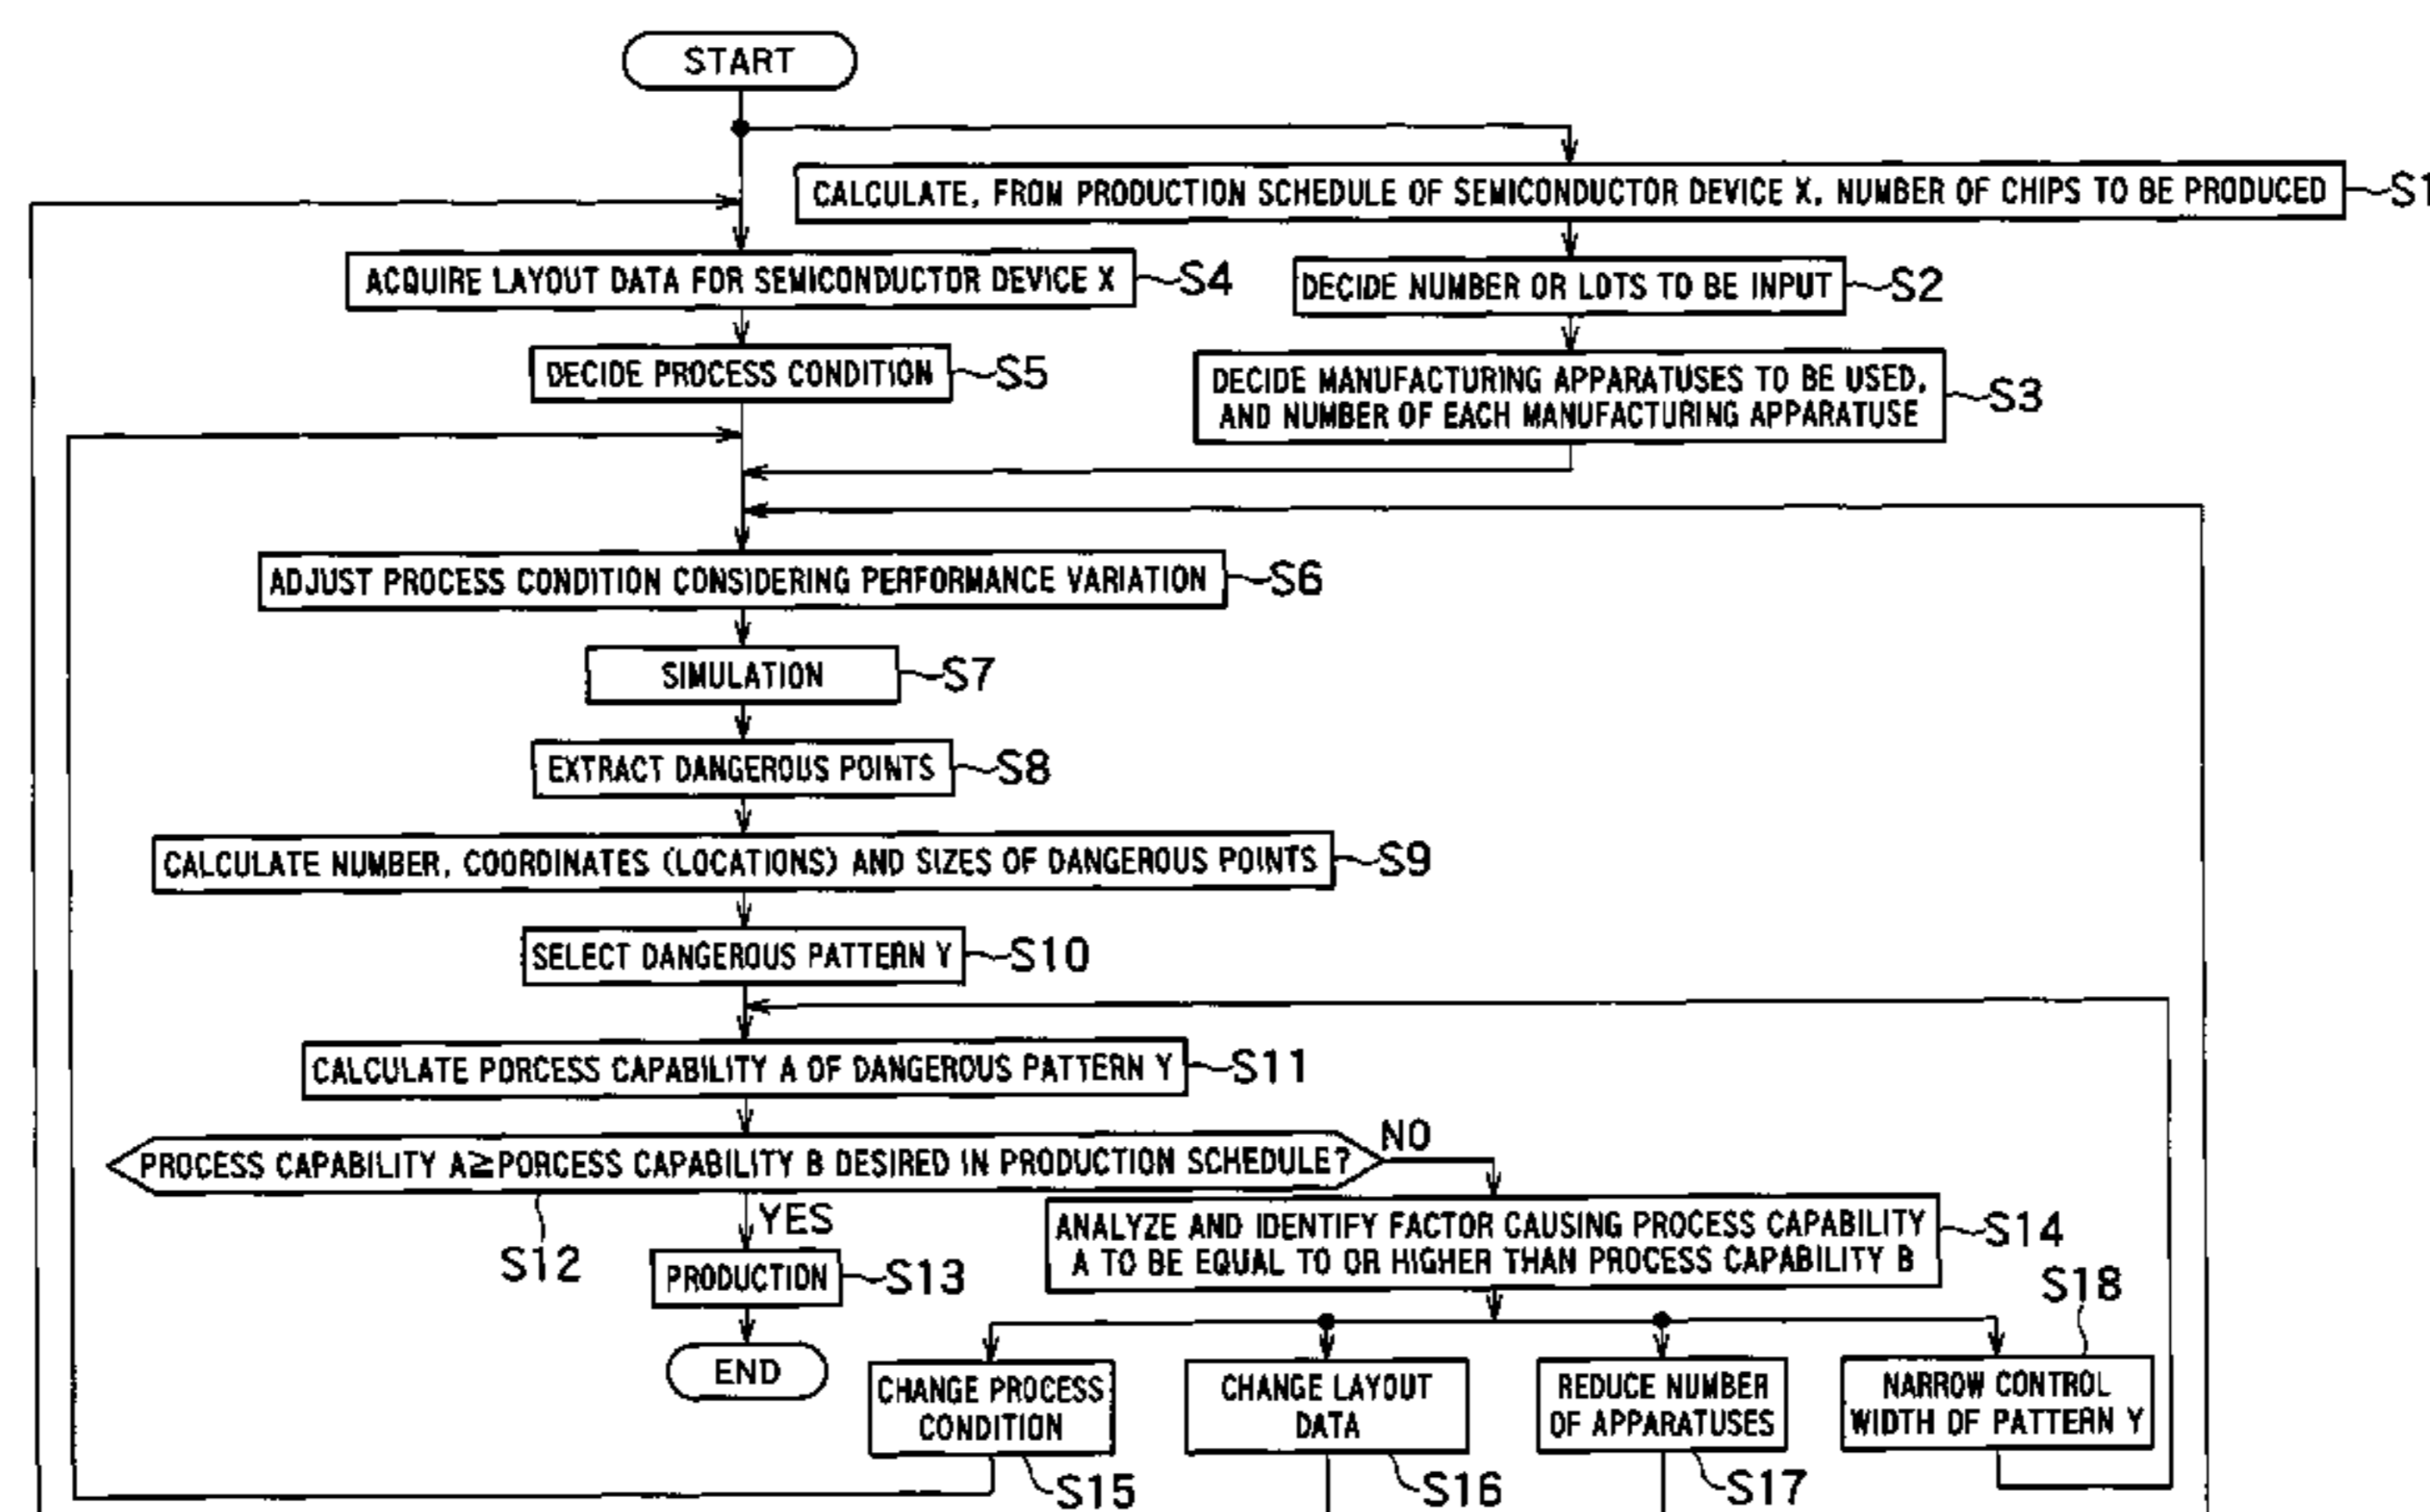 START
CALCULATE, FROM PRODUCTION SCHEDULE OF SEMICONDUCTOR DEVICE X, NUMBER OF CHIPS TO BE PRODUCED
S1
ACQUIRE LAYOUT DATA FOR SEMICONDUCTOR DEVICE X
S4
DECIDE NUMBER OR LOTS TO BE INPUT
S2
DECIDE PROCESS CONDITION
S5
DECIDE MANUFACTURING APPARATUSES TO BE USED,
AND NUMBER OF EACH MANUFACTURING APPARATUSE
S3
ADJUST PROCESS CONDITION CONSIDERING PERFORMANCE VARIATION
S6
SIMULATION
S7
EXTRACT DANGEROUS POINTS
S8
CALCULATE NUMBER, COORDINATES (LOCATIONS) AND SIZES OF DANGEROUS POINTS
S9
SELECT DANGEROUS PATTERN Y
S10
CALCULATE PORCESS CAPABILITY A OF DANGEROUS PATTERN Y
S11
PROCESS CAPABILITY A≧PORCESS CAPABILITY B DESIRED IN PRODUCTION SCHEDULE?
NO
S12
YES
PRODUCTION
S13
END
ANALYZE AND IDENTIFY FACTOR CAUSING PROCESS CAPABILITY
A TO BE EQUAL TO OR HIGHER THAN PROCESS CAPABILITY B
S14
CHANGE PROCESS
CONDITION
S15
CHANGE LAYOUT
DATA
S16
REDUCE NUMBER
OF APPARATUSES
S17
NARROW CONTROL
WIDTH OF PATTERN Y
S18